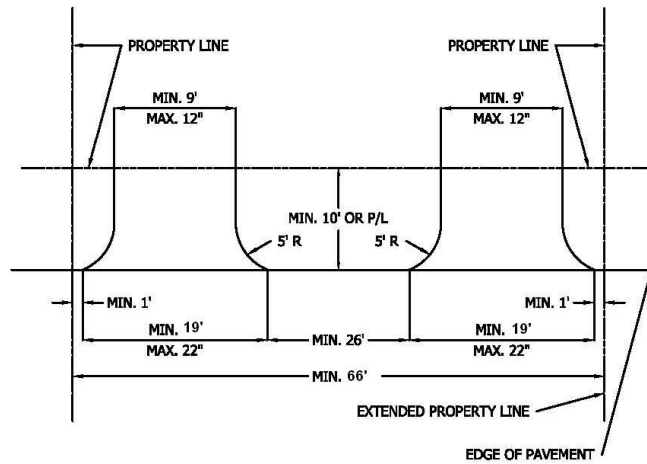 PROPERTY LINE
PROPERTY LINE
MIN. 9'
MAX. 12"
MIN. 9'
MAX. 12"
MIN. 10' OR P/L
5' R
5' R
MIN. 1'
MIN. 1'
MIN. 19'
MAX. 22"
MIN. 26'
MIN. 19'
MAX. 22"
MIN. 66'
EXTENDED PROPERTY LINE
EDGE OF PAVEMENT